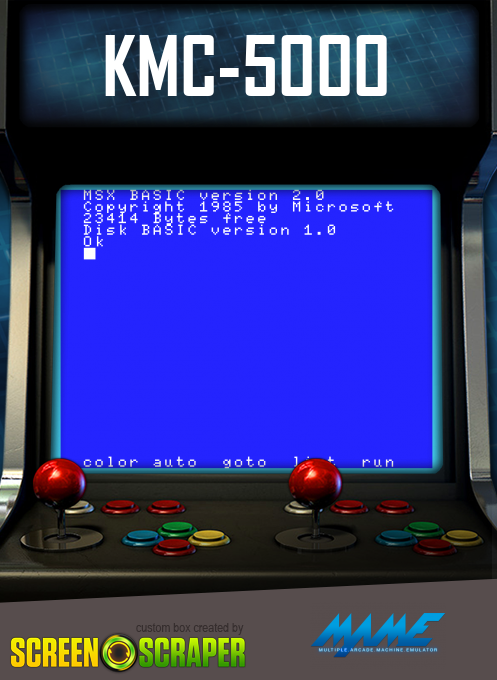 KMC-5000
MSX BASIC version 2.0
Copyright 1985 by Microsoft
23414 Bytes free
Disk BASIC version 1.0
Ok
color auto goto list run
custom box created by
SCREEN SCRAPER
MAME
MULTIPLE ARCADE MACHINE EMULATOR